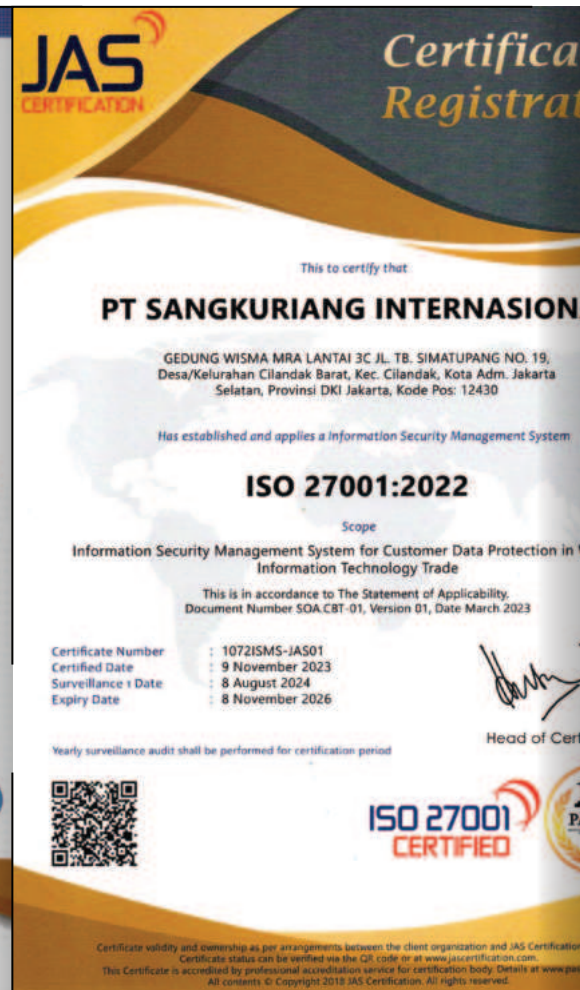 JAS
CERTIFICATION
Certifica
Registrat
This to certify that
PT SANGKURIANG INTERNASION
GEDUNG WISMA MRA LANTAI 3C JL. TB. SIMATUPANG NO. 19,
Desa/Kelurahan Cilandak Barat, Kec. Cilandak, Kota Adm. Jakarta
Selatan, Provinsi DKI Jakarta, Kode Pos: 12430
Has established and applies a Information Security Management System
ISO 27001:2022
Scope
Information Security Management System for Customer Data Protection in
Information Technology Trade
This is in accordance to The Statement of Applicability.
Document Number SOA.CBT-01, Version 01, Date March 2023
Certificate Number : 1072ISMS-JAS01
Certified Date : 9 November 2023
Surveillance 1 Date : 8 August 2024
Expiry Date : 8 November 2026
Head of Cert
Yearly surveillance audit shall be performed for certification period
ISO 27001
CERTIFIED
Certificate validity and ownership as per arrangements between the client organization and JAS Certification
Certificate status can be verified via the QR code or at www.jascertification.com.
This Certificate is accredited by professional accreditation service for certification body. Details at www.pa
All contents © Copyright 2018 JAS Certification. All rights reserved.